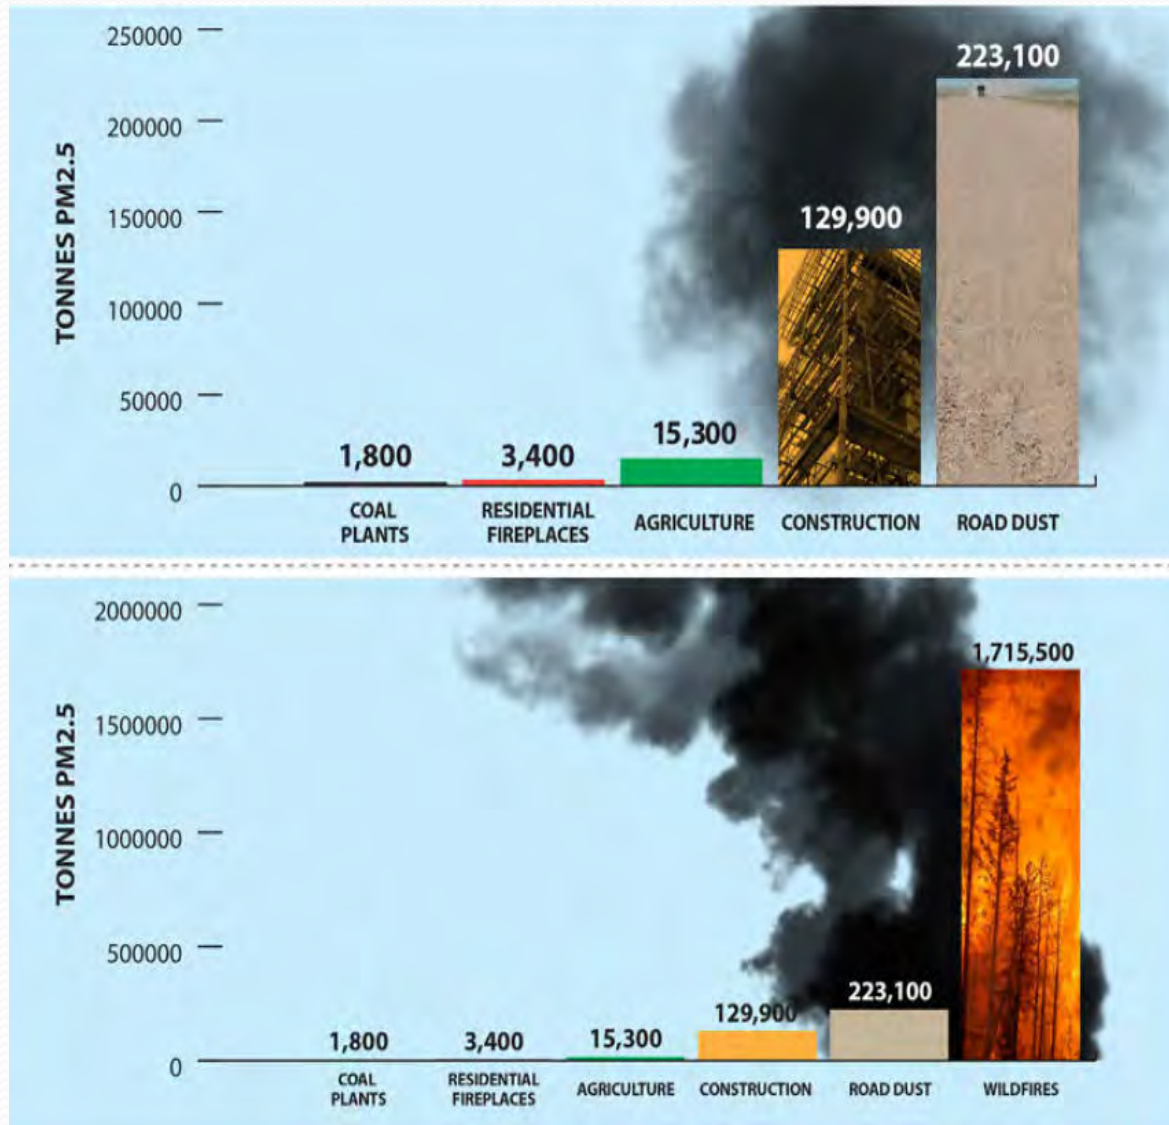 250000
200000
150000
100000
50000
0
TONNES PM2.5
1,800
3,400
15,300
129,900
223,100
COAL
PLANTS
RESIDENTIAL
FIREPLACES
AGRICULTURE
CONSTRUCTION
ROAD DUST
2000000
1500000
1000000
500000
0
TONNES PM2.5
1,800
3,400
15,300
129,900
223,100
1,715,500
COAL
PLANTS
RESIDENTIAL
FIREPLACES
AGRICULTURE
CONSTRUCTION
ROAD DUST
WILDFIRES